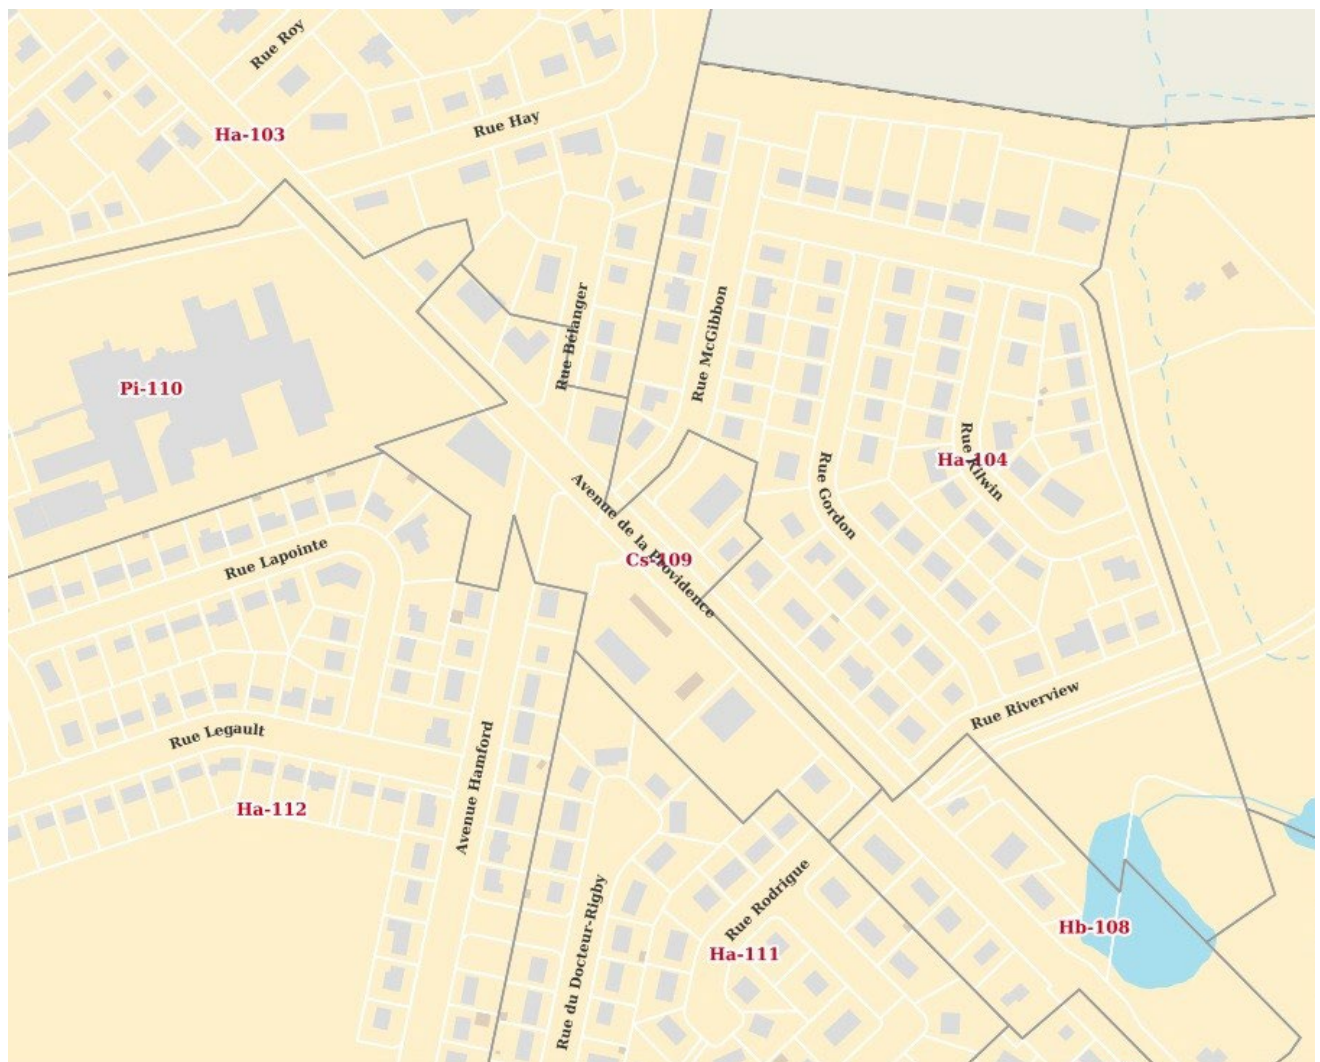 Rue Roy
Rue Hay
Ha-103
Rue Bélanger
Rue McGibbon
Pi-110
Rue Kilwin
Ha-104
Rue Gordon
Avenue de la Providence
Rue Lapointe
Cs-109
Rue Riverview
Rue Legault
Avenue Hamford
Ha-112
Rue du Docteur-Rigby
Rue Rodrigue
Hb-108
Ha-111